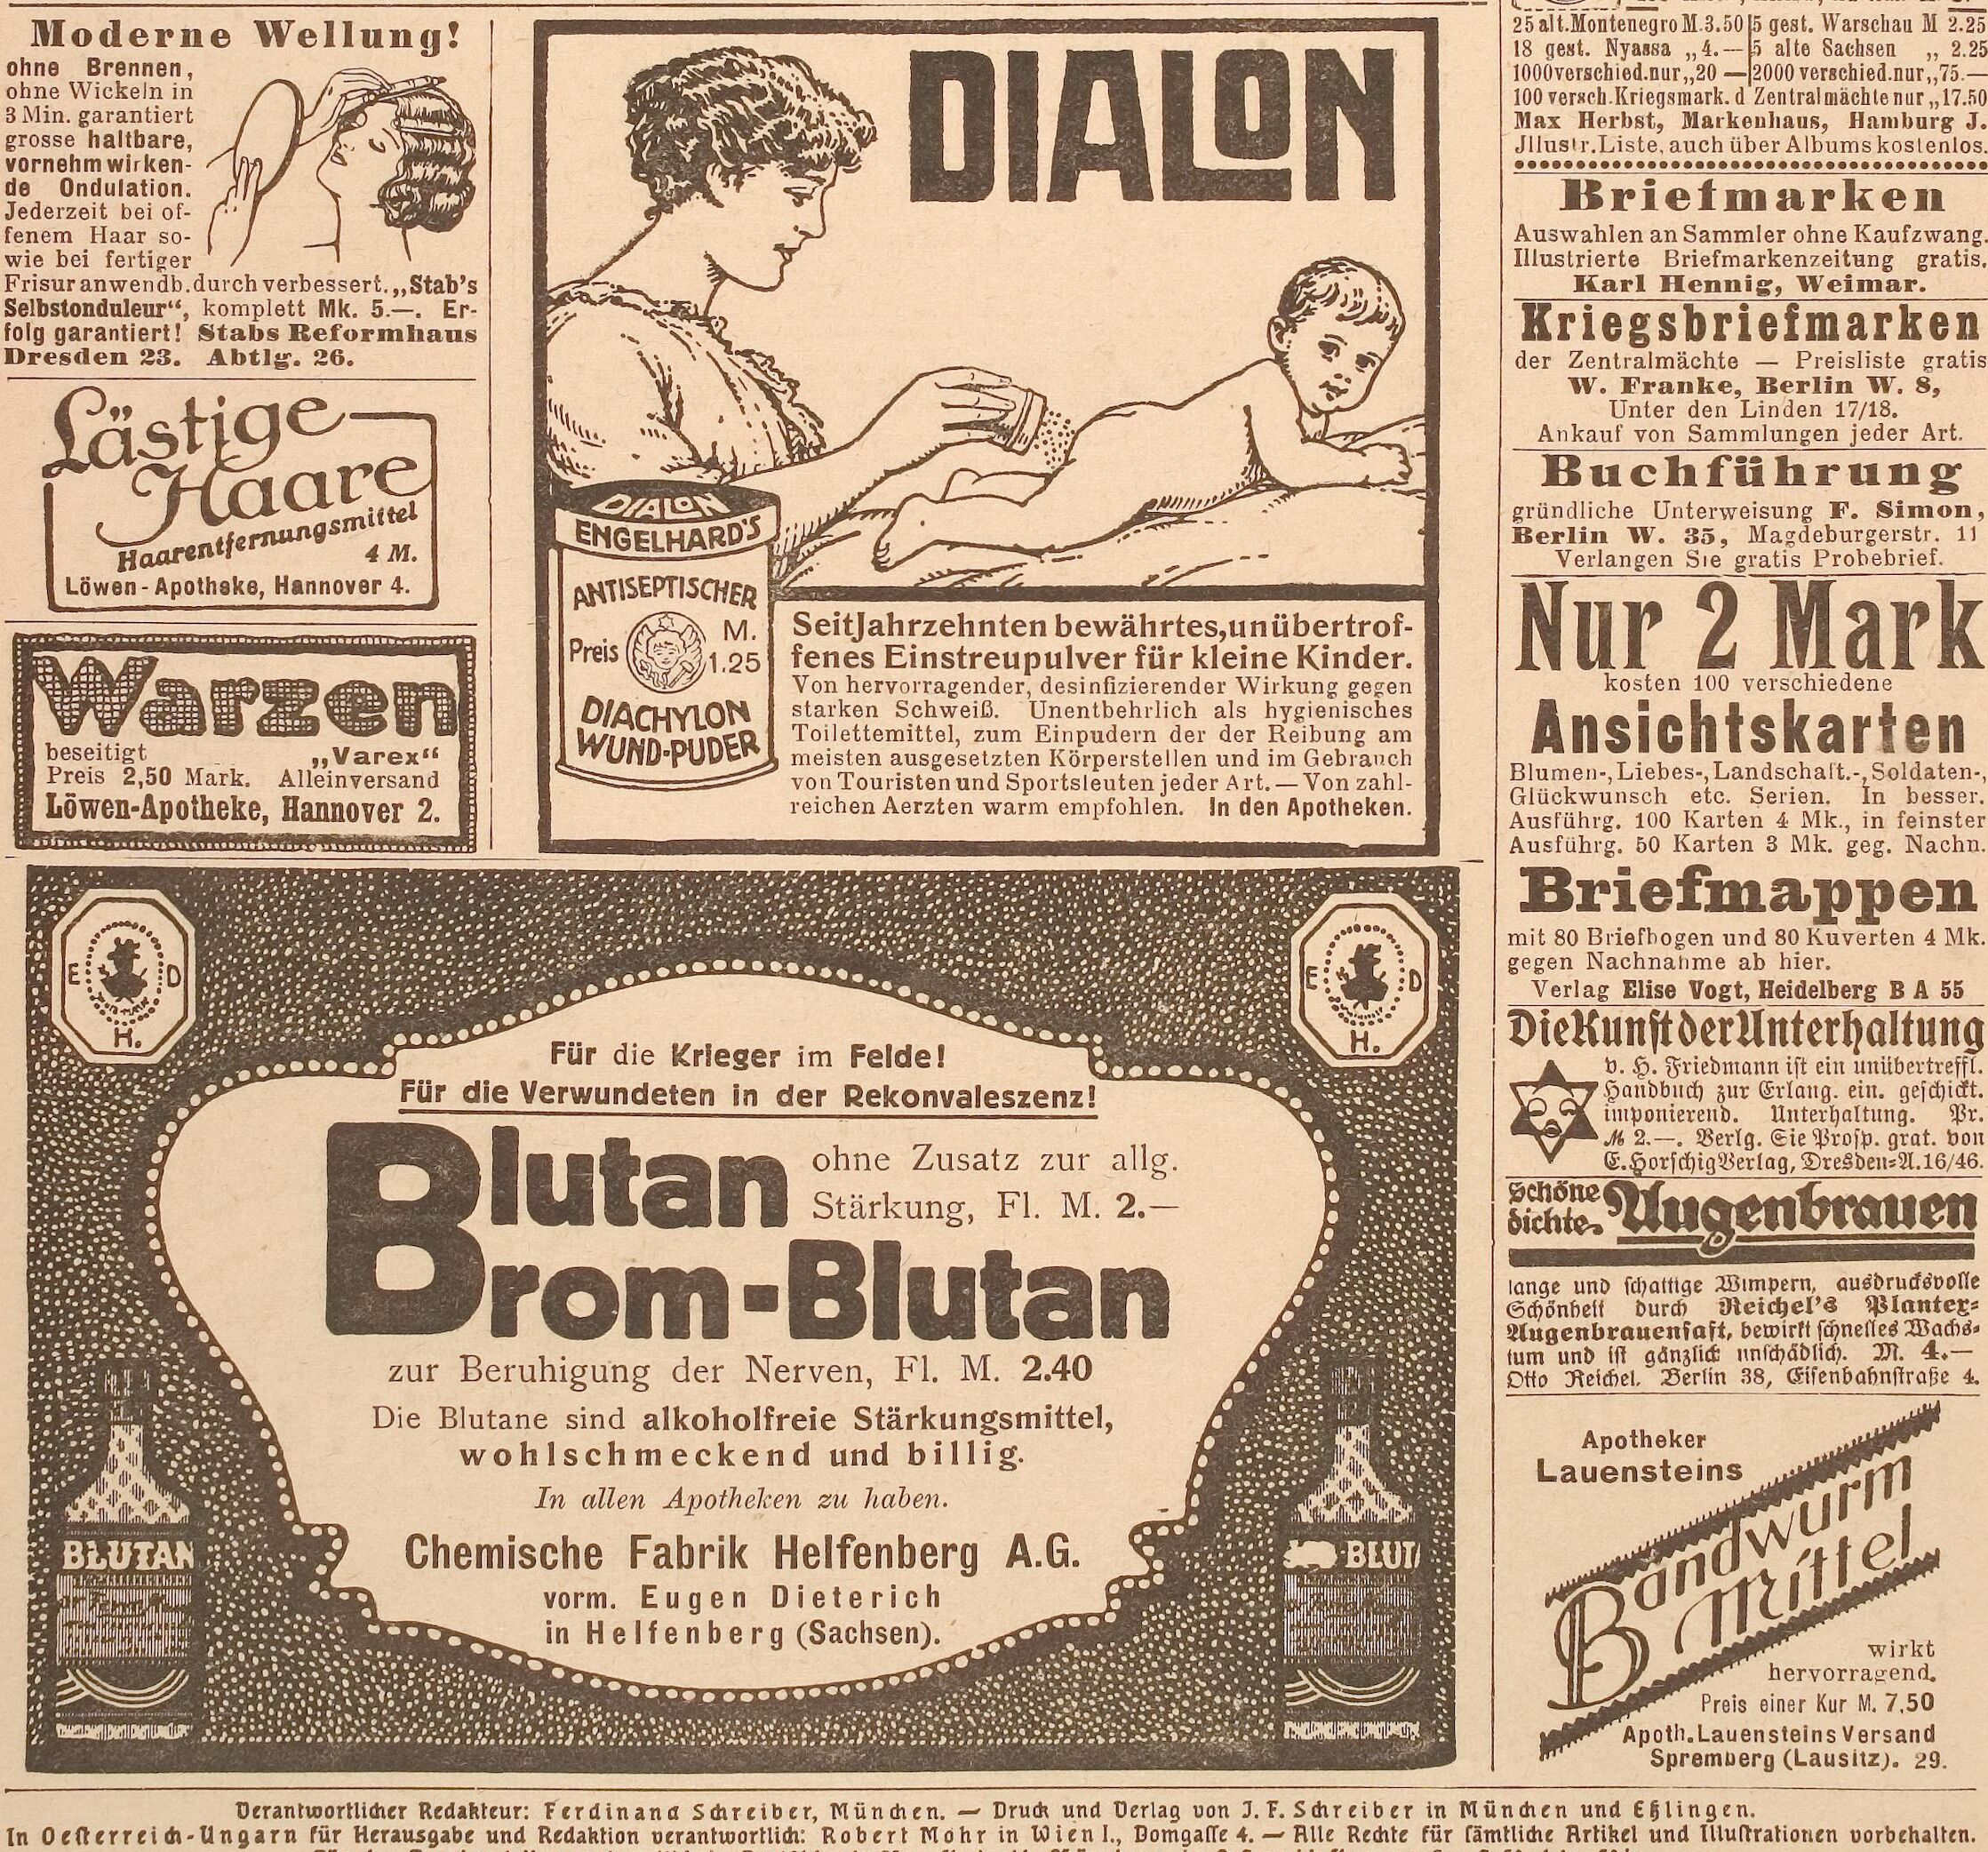 Moderne Wellung!
ohne Brennen,
ohne Wickeln in
3 Min. garantiert
grosse haltbare,
vornehm wirken-
de Ondulation.
Jederzeit bei of-
fenem Haar so-
wie bei fertiger
Frisur anwendb. durch verbessert. „Stab's
Selbstonduleur“, komplett Mk. 5.—. Er-
folg garantiert! Stabs Reformhaus
Dresden 23. Abtlg. 26.
Lästige
Haare
Haarentfernungsmittel
4 M.
Löwen-Apotheke, Hannover 4.
Warzen
beseitigt „Varex“
Preis 2,50 Mark. Alleinversand
Löwen-Apotheke, Hannover 2.
DIALON
DIALON
ENGELHARD'S
ANTISEPTISCHER
Preis M. 1.25
DIACHYLON
WUND-PUDER
Seit Jahrzehnten bewährtes, unübertrof-
fenes Einstreupulver für kleine Kinder.
Von hervorragender, desinfizierender Wirkung gegen
starken Schweiß. Unentbehrlich als hygienisches
Toilettemittel, zum Einpudern der der Reibung am
meisten ausgesetzten Körperstellen und im Gebrauch
von Touristen und Sportsleuten jeder Art. — Von zahl-
reichen Aerzten warm empfohlen. In den Apotheken.
E D
H.
E D
H.
Für die Krieger im Felde!
Für die Verwundeten in der Rekonvaleszenz!
Blutan ohne Zusatz zur allg.
Stärkung, Fl. M. 2.—
Brom-Blutan
zur Beruhigung der Nerven, Fl. M. 2.40
Die Blutane sind alkoholfreie Stärkungsmittel,
wohlschmeckend und billig.
In allen Apotheken zu haben.
Chemische Fabrik Helfenberg A.G.
vorm. Eugen Dieterich
in Helfenberg (Sachsen).
BLUTAN
BLUT
25 alt. Montenegro M. 3.50 5 gest. Warschau M 2.25
18 gest. Nyassa „ 4.— 5 alte Sachsen „ 2.25
1000 verschied. nur „ 20 — 2000 verschied. nur „ 75.—
100 versch. Kriegsmark. d Zentralmächte nur „ 17.50
Max Herbst, Markenhaus, Hamburg J.
Jllustr. Liste, auch über Albums kostenlos.
Briefmarken
Auswahlen an Sammler ohne Kaufzwang.
Illustrierte Briefmarkenzeitung gratis.
Karl Hennig, Weimar.
Kriegsbriefmarken
der Zentralmächte — Preisliste gratis
W. Franke, Berlin W. 8,
Unter den Linden 17/18.
Ankauf von Sammlungen jeder Art.
Buchführung
gründliche Unterweisung F. Simon,
Berlin W. 35, Magdeburgerstr. 11
Verlangen Sie gratis Probebrief.
Nur 2 Mark
kosten 100 verschiedene
Ansichtskarten
Blumen-, Liebes-, Landschaft.-, Soldaten-,
Glückwunsch etc. Serien. In besser.
Ausführg. 100 Karten 4 Mk., in feinster
Ausführg. 50 Karten 3 Mk. geg. Nachn.
Briefmappen
mit 80 Briefbogen und 80 Kuverten 4 Mk.
gegen Nachnahme ab hier.
Verlag Elise Vogt, Heidelberg B A 55
Die Kunst der Unterhaltung
v. H. Friedmann ist ein unübertreffl.
Handbuch zur Erlang. ein. geschickt.
imponierend. Unterhaltung. Pr.
M 2.—. Verlg. Sie Prosp. grat. von
E. Horschig Verlag, Dresden-A. 16/46.
Schöne
dichte Augenbrauen
lange und schattige Wimpern, ausdrucksvolle
Schönheit durch Reichel's Planter-
Augenbrauensaft, bewirkt schnelles Wachs-
tum und ist gänzlich unschädlich. M. 4.—
Otto Reichel, Berlin 38, Eisenbahnstraße 4.
Apotheker
Lauensteins
Bandwurm
Mittel
wirkt
hervorragend.
Preis einer Kur M. 7,50
Apoth. Lauensteins Versand
Spremberg (Lausitz). 29.
Verantwortlicher Redakteur: Ferdinand Schreiber, München. — Druck und Verlag von J. F. Schreiber in München und Eßlingen.
In Oesterreich-Ungarn für Herausgabe und Redaktion verantwortlich: Robert Mohr in Wien I., Domgasse 4. — Alle Rechte für sämtliche Artikel und Illustrationen vorbehalten.